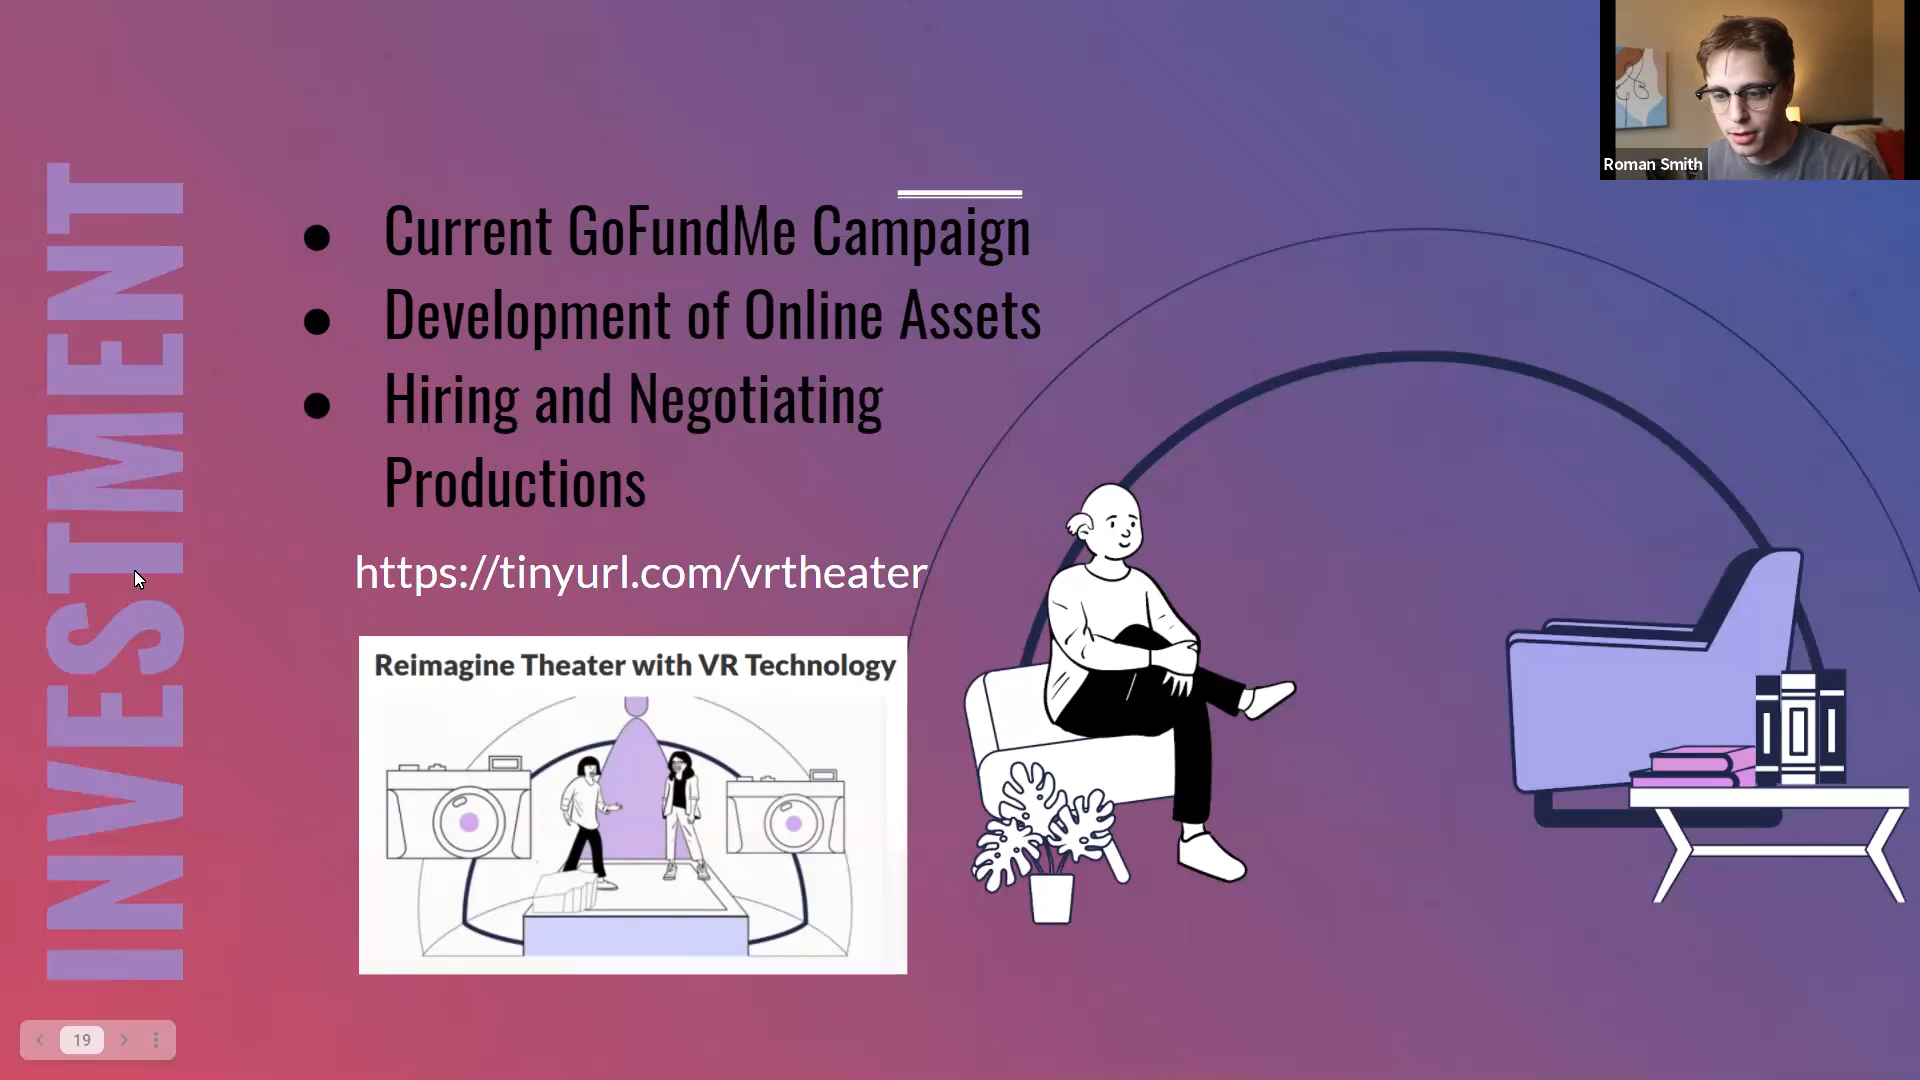 Roman Smith
INVESTMENT
● Current GoFundMe Campaign
● Development of Online Assets
● Hiring and Negotiating
Productions
https://tinyurl.com/vrtheater
Reimagine Theater with VR Technology
19